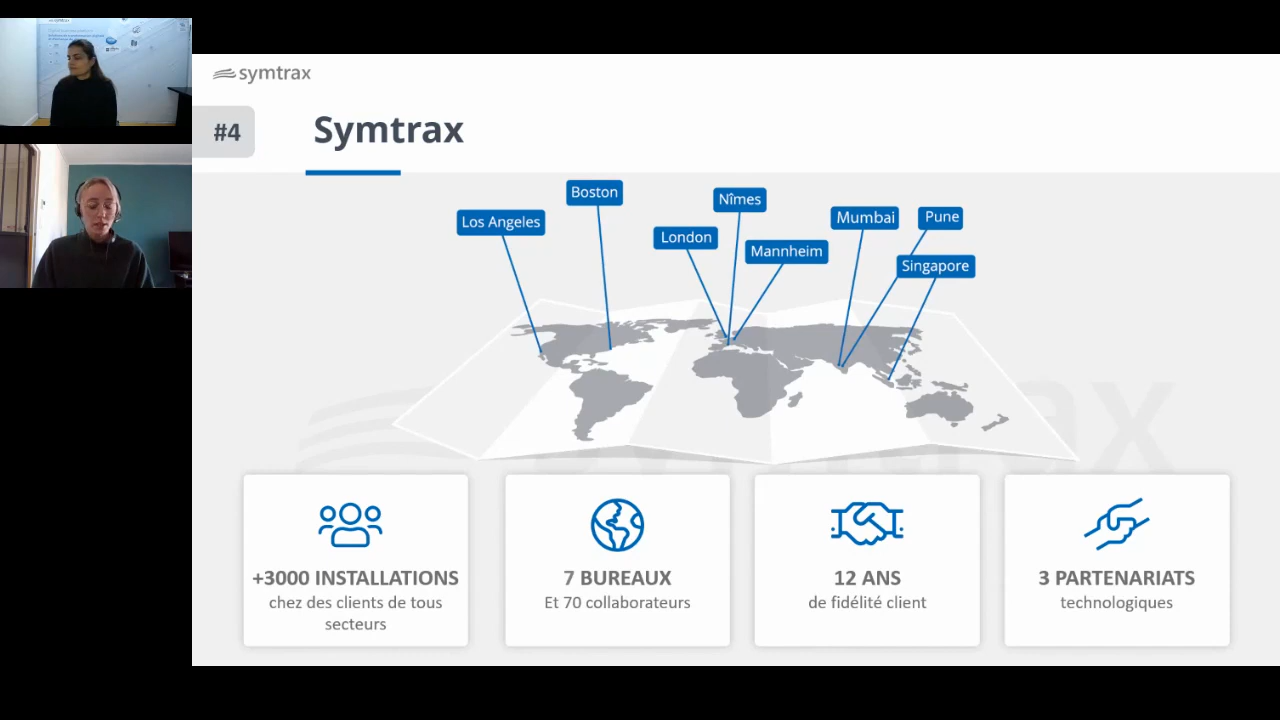 symtrax
#4
Symtrax
Boston
Nîmes
Los Angeles
Mumbai
Pune
London
Mannheim
Singapore
+3000 INSTALLATIONS
chez des clients de tous
secteurs
7 BUREAUX
Et 70 collaborateurs
12 ANS
de fidélité client
3 PARTENARIATS
technologiques